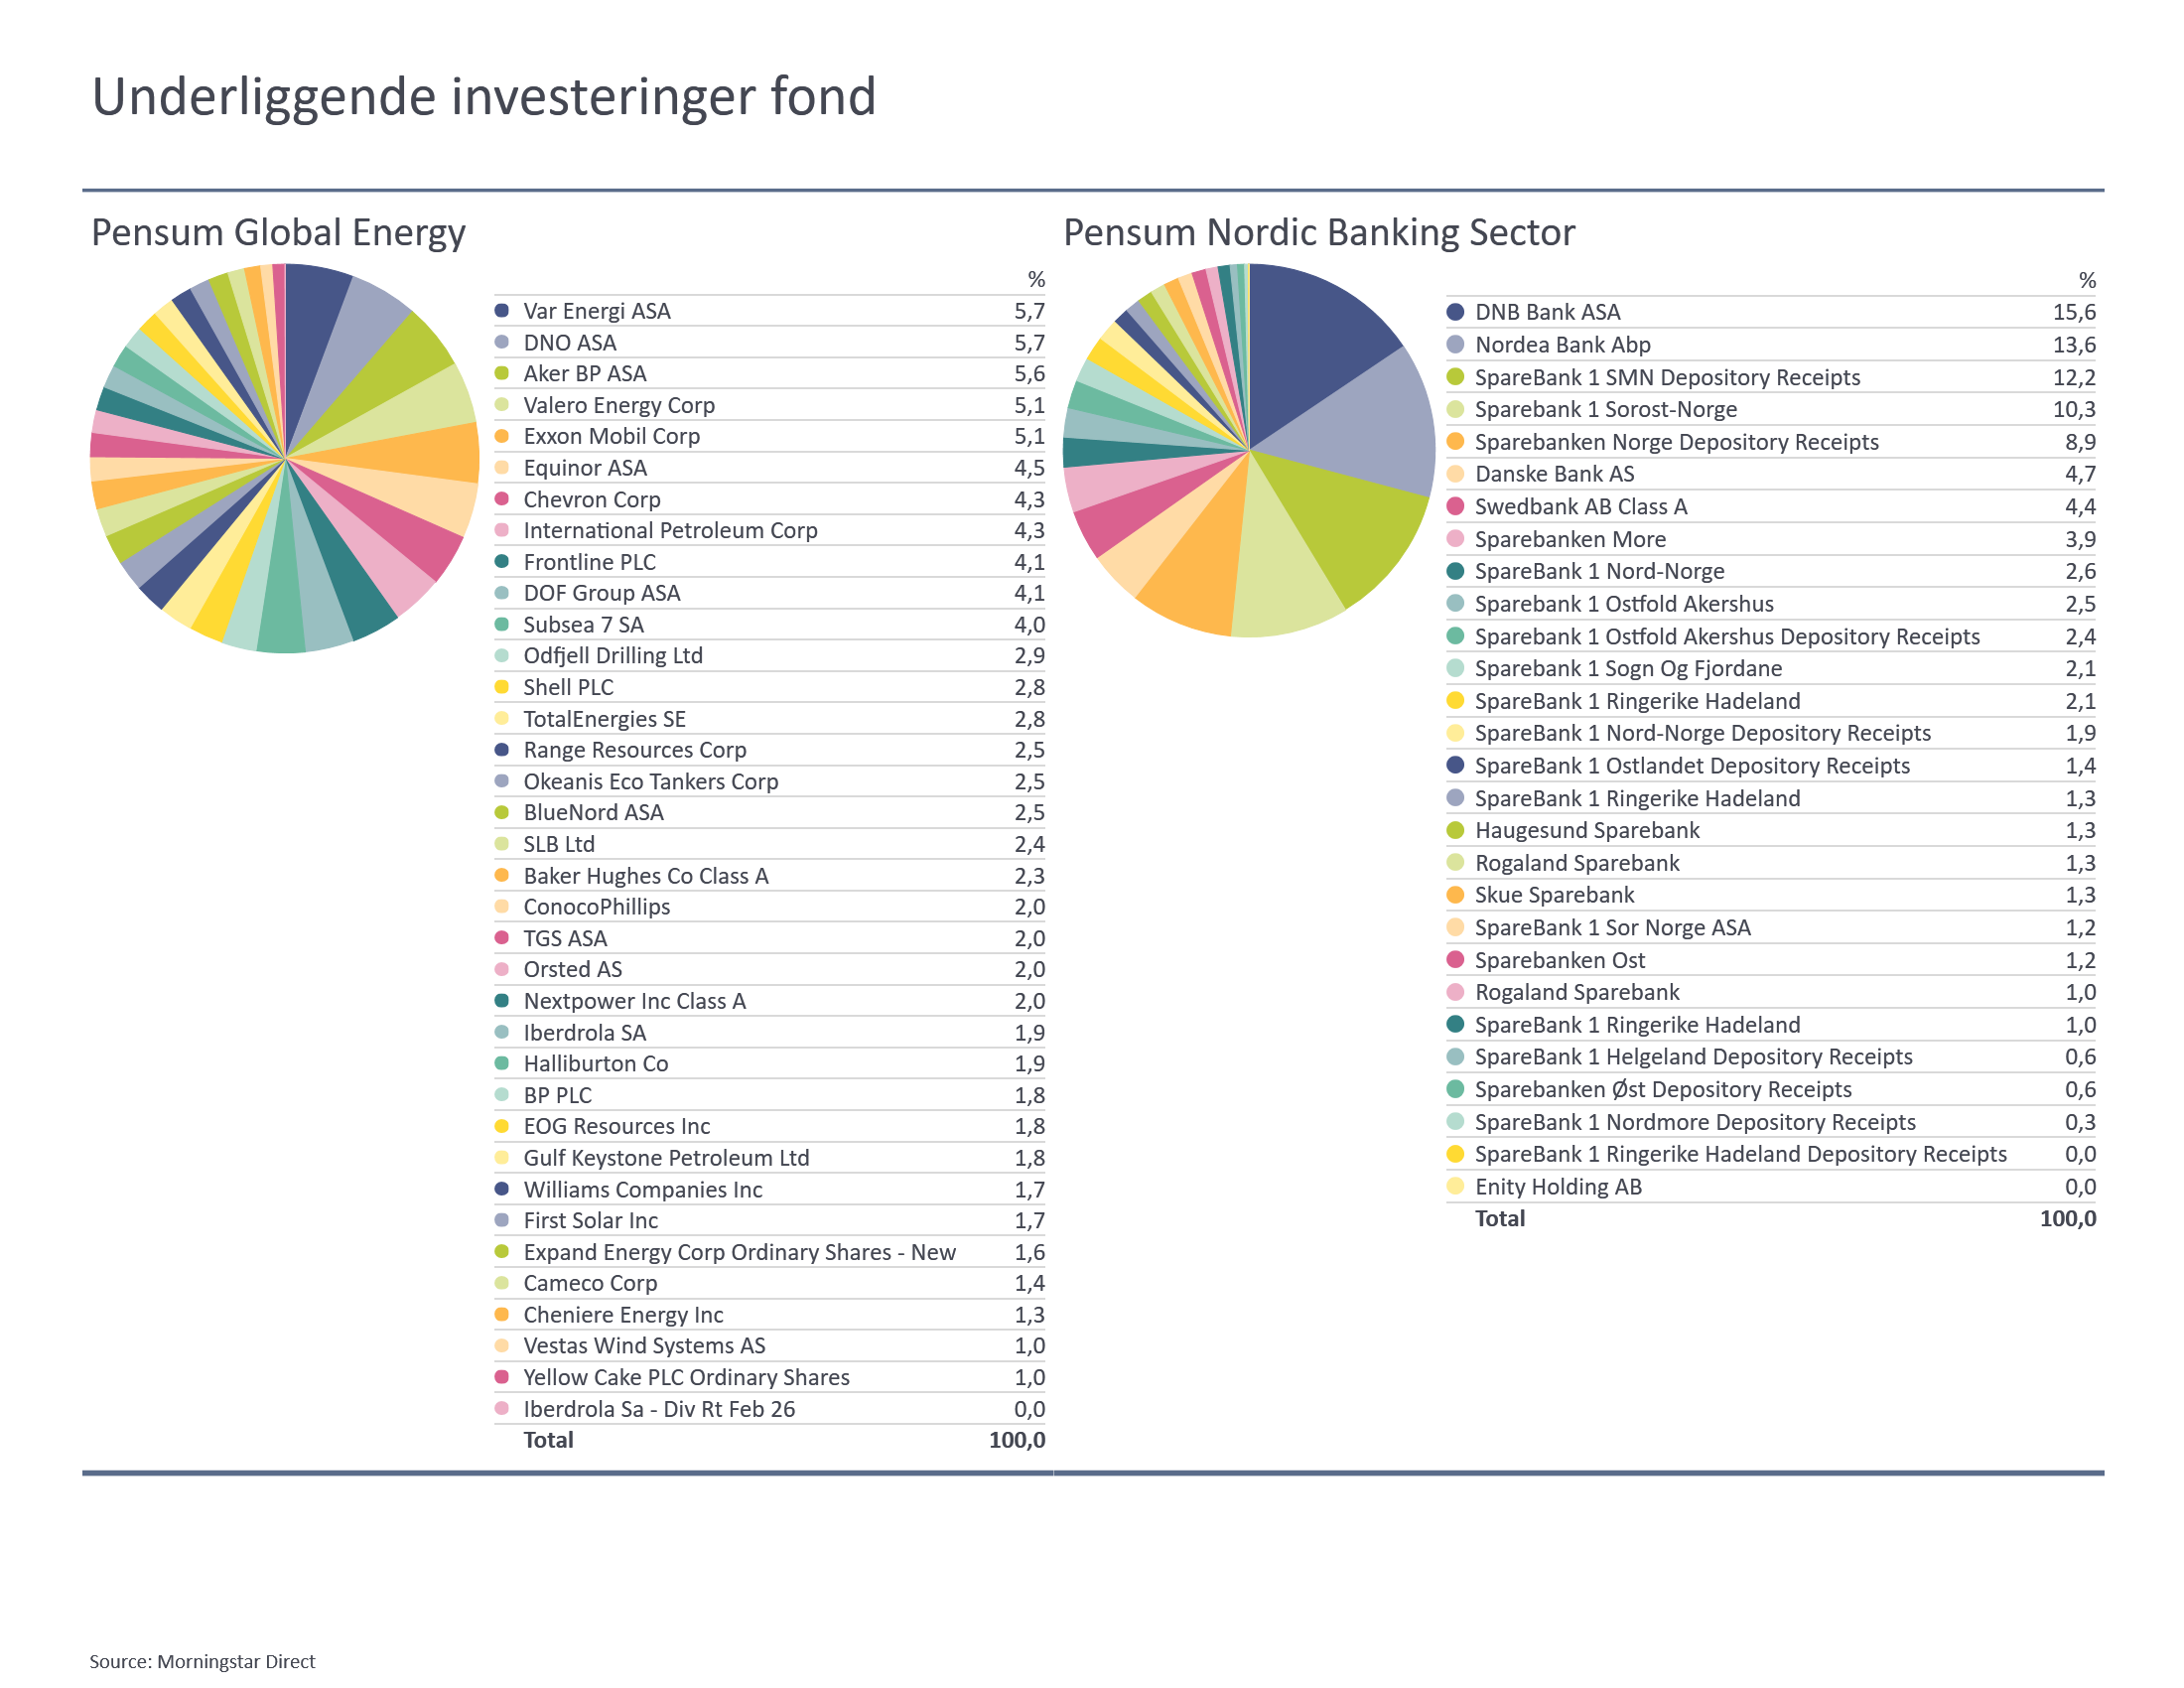 Underliggende investeringer fond
Pensum Global Energy
%
Var Energi ASA 5,7
DNO ASA 5,7
Aker BP ASA 5,6
Valero Energy Corp 5,1
Exxon Mobil Corp 5,1
Equinor ASA 4,5
Chevron Corp 4,3
International Petroleum Corp 4,3
Frontline PLC 4,1
DOF Group ASA 4,1
Subsea 7 SA 4,0
Odfjell Drilling Ltd 2,9
Shell PLC 2,8
TotalEnergies SE 2,8
Range Resources Corp 2,5
Okeanis Eco Tankers Corp 2,5
BlueNord ASA 2,5
SLB Ltd 2,4
Baker Hughes Co Class A 2,3
ConocoPhillips 2,0
TGS ASA 2,0
Orsted AS 2,0
Nextpower Inc Class A 2,0
Iberdrola SA 1,9
Halliburton Co 1,9
BP PLC 1,8
EOG Resources Inc 1,8
Gulf Keystone Petroleum Ltd 1,8
Williams Companies Inc 1,7
First Solar Inc 1,7
Expand Energy Corp Ordinary Shares - New 1,6
Cameco Corp 1,4
Cheniere Energy Inc 1,3
Vestas Wind Systems AS 1,0
Yellow Cake PLC Ordinary Shares 1,0
Iberdrola Sa - Div Rt Feb 26 0,0
Total 100,0
Pensum Nordic Banking Sector
%
DNB Bank ASA 15,6
Nordea Bank Abp 13,6
SpareBank 1 SMN Depository Receipts 12,2
Sparebank 1 Sorost-Norge 10,3
Sparebanken Norge Depository Receipts 8,9
Danske Bank AS 4,7
Swedbank AB Class A 4,4
Sparebanken More 3,9
SpareBank 1 Nord-Norge 2,6
Sparebank 1 Ostfold Akershus 2,5
Sparebank 1 Ostfold Akershus Depository Receipts 2,4
Sparebank 1 Sogn Og Fjordane 2,1
SpareBank 1 Ringerike Hadeland 2,1
SpareBank 1 Nord-Norge Depository Receipts 1,9
SpareBank 1 Ostlandet Depository Receipts 1,4
SpareBank 1 Ringerike Hadeland 1,3
Haugesund Sparebank 1,3
Rogaland Sparebank 1,3
Skue Sparebank 1,3
SpareBank 1 Sor Norge ASA 1,2
Sparebanken Ost 1,2
Rogaland Sparebank 1,0
SpareBank 1 Ringerike Hadeland 1,0
SpareBank 1 Helgeland Depository Receipts 0,6
Sparebanken Øst Depository Receipts 0,6
SpareBank 1 Nordmore Depository Receipts 0,3
SpareBank 1 Ringerike Hadeland Depository Receipts 0,0
Enity Holding AB 0,0
Total 100,0
Source: Morningstar Direct